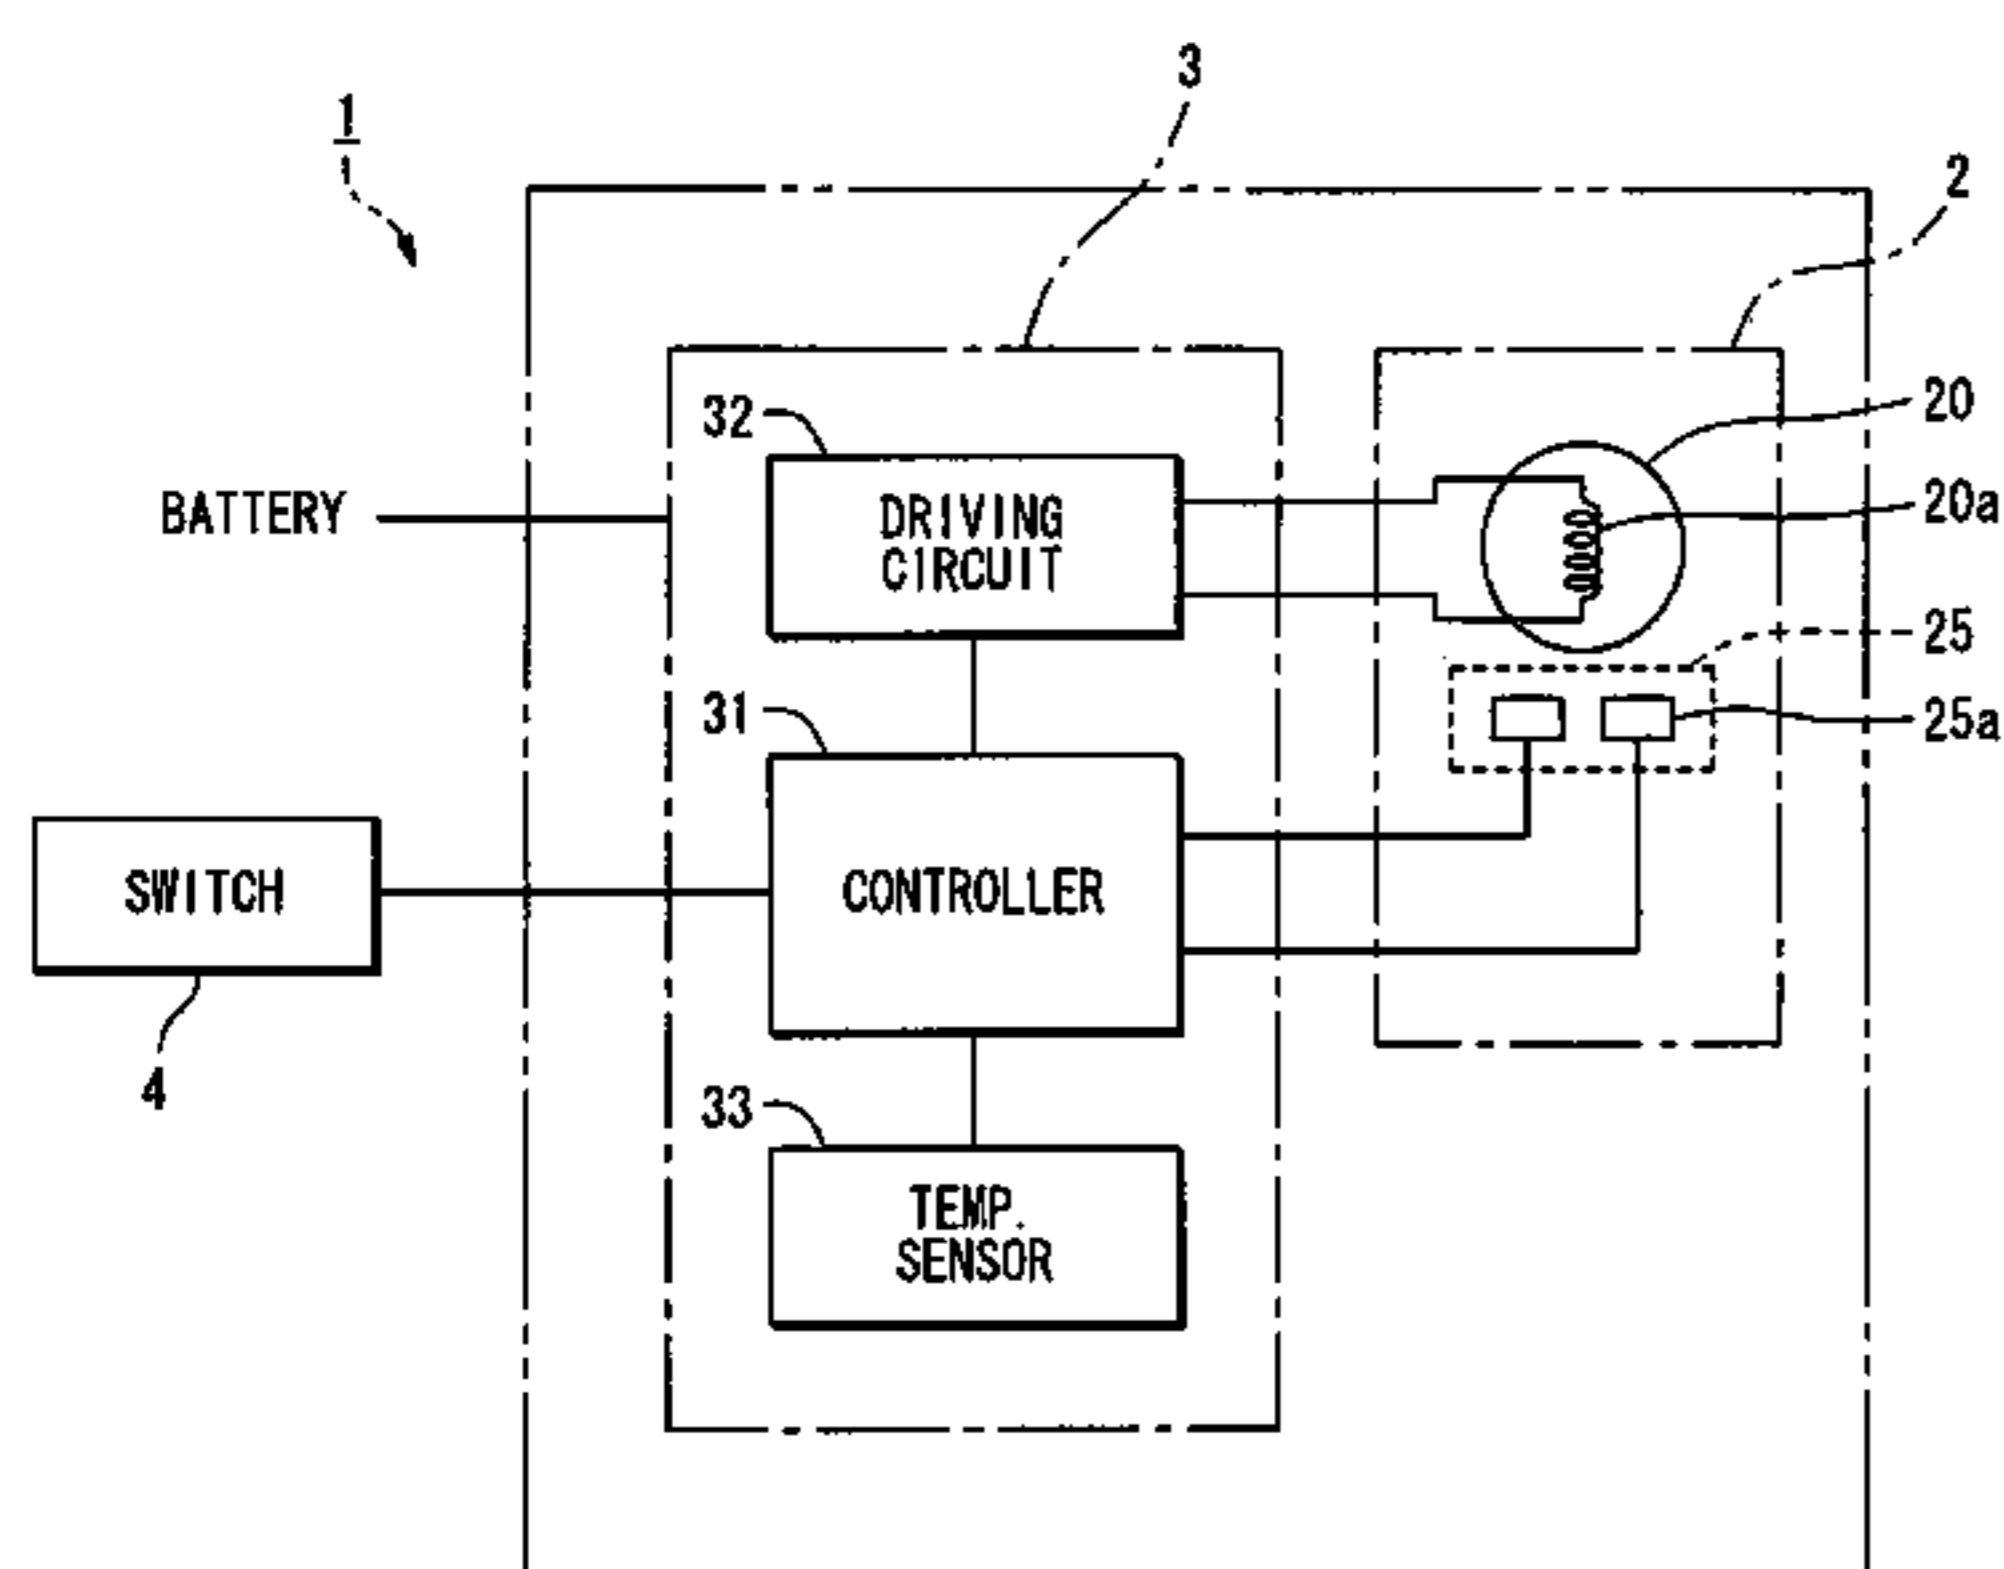 3
1
2
32
20
BATTERY
DRIVING
CIRCUIT
20a
25
31
25a
SWITCH
CONTROLLER
4
33
TEMP.
SENSOR